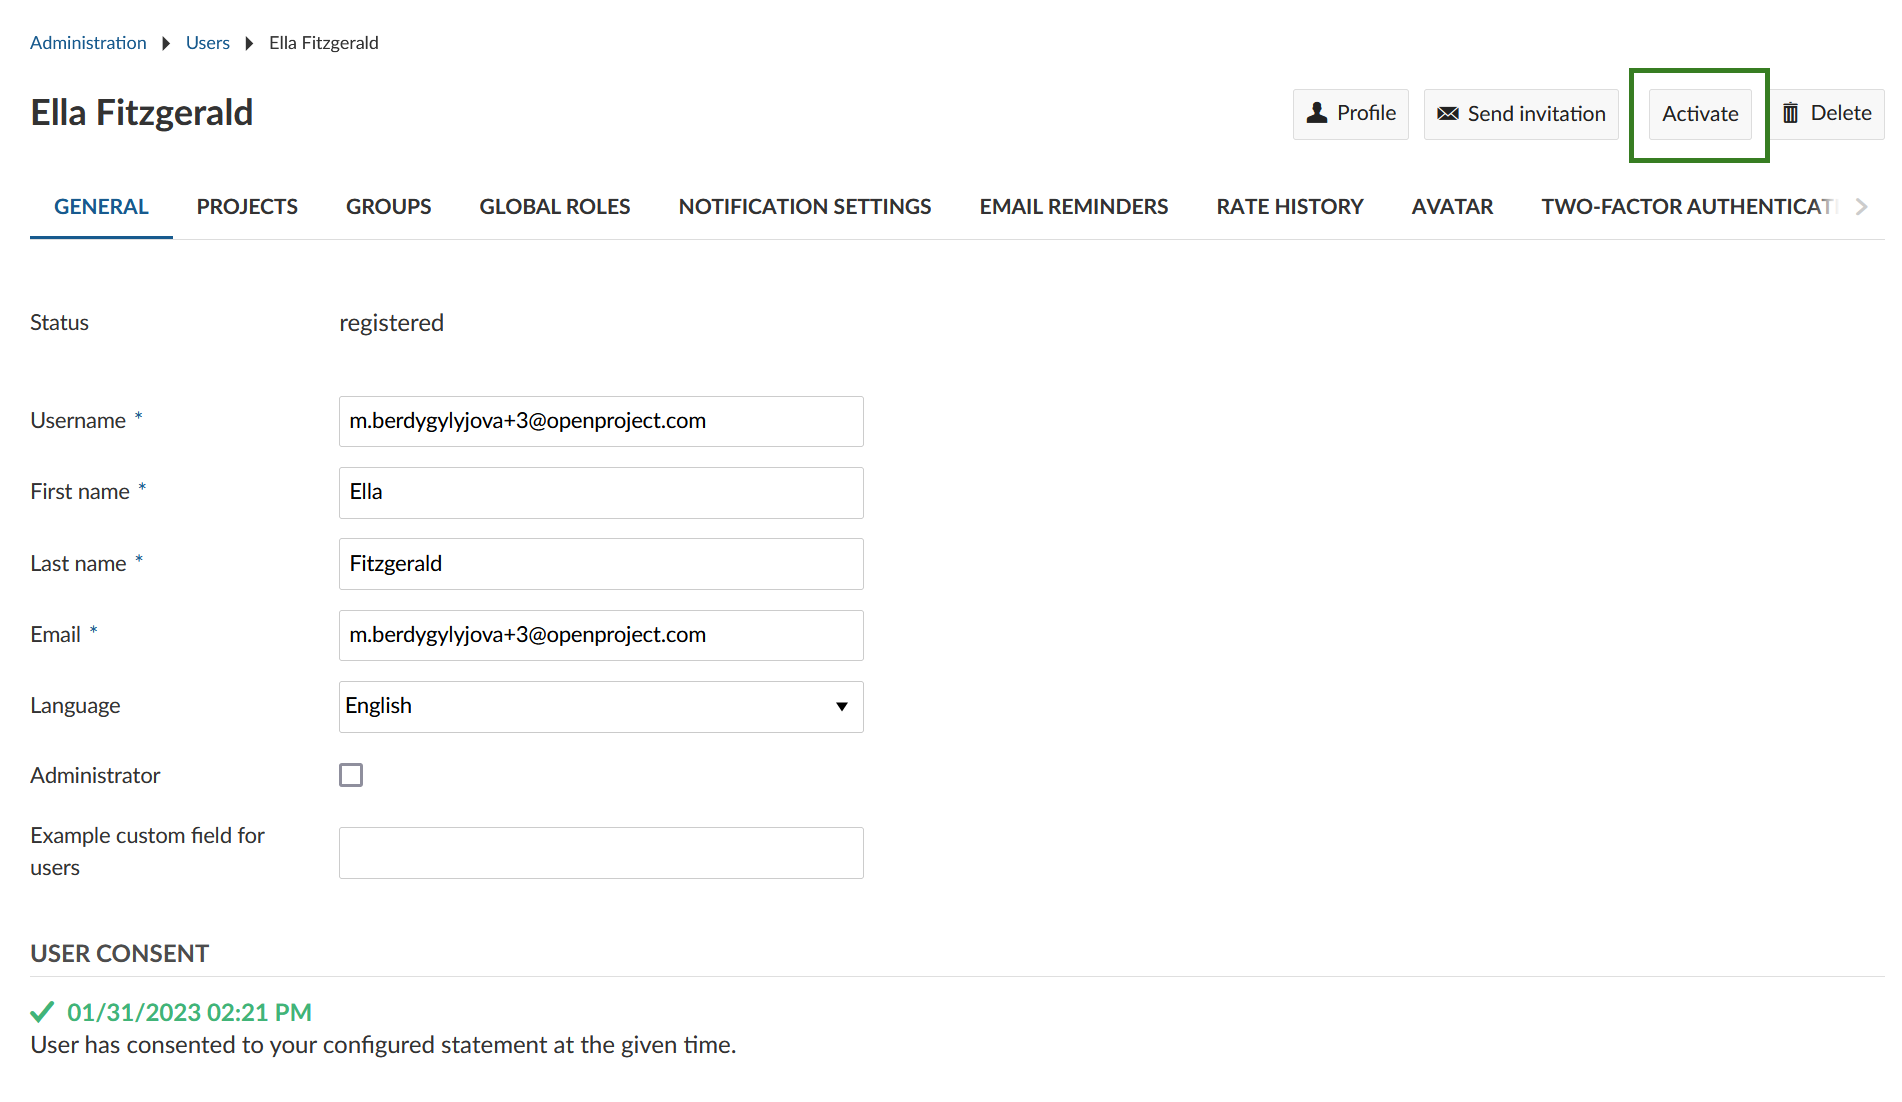 Administration Users Ella Fitzgerald
Ella Fitzgerald
Profile Send invitation Activate Delete
GENERAL PROJECTS GROUPS GLOBAL ROLES NOTIFICATION SETTINGS EMAIL REMINDERS RATE HISTORY AVATAR TWO-FACTOR AUTHENTICATI
Status registered
Username * m.berdygylyjova+3@openproject.com
First name * Ella
Last name * Fitzgerald
Email * m.berdygylyjova+3@openproject.com
Language English
Administrator
Example custom field for
users
USER CONSENT
01/31/2023 02:21 PM
User has consented to your configured statement at the given time.